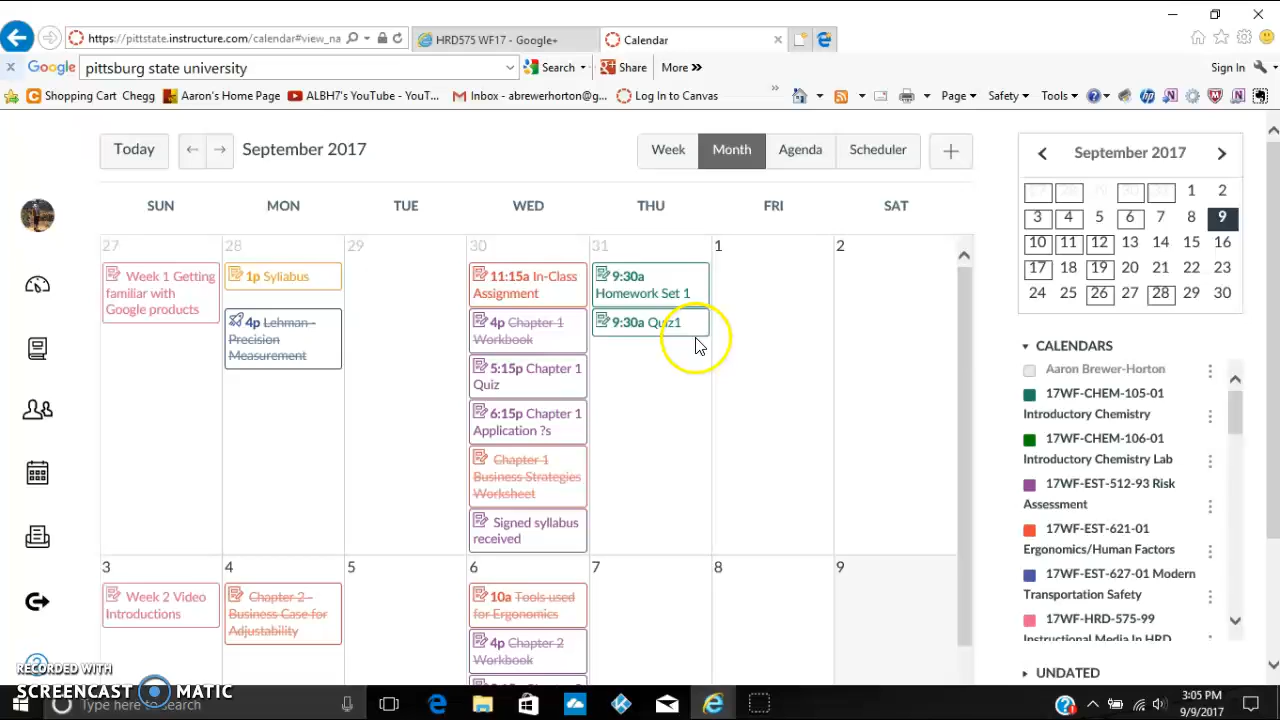 https://pittstate.instructure.com/calendar#view_na
HRD575 WF17 - Google+
Calendar
Google
pittsburg state university
Search
Share
More »
Sign In
Shopping Cart Chegg
Aaron's Home Page
ALBH7's YouTube - YouT...
Inbox - abrewerhorton@g...
Log In to Canvas
Page
Safety
Tools
Today
← →
September 2017
Week
Month
Agenda
Scheduler
+
September 2017
SUN MON TUE WED THU FRI SAT
27 28 29 30 31 1 2
Week 1 Getting
familiar with
Google products
1p Syliabus
4p Lehman -
Precision
Measurement
11:15a In-Class
Assignment
4p Chapter 1
Workbook
5:15p Chapter 1
Quiz
6:15p Chapter 1
Application ?s
Chapter 1
Business Strategies
Worksheet
Signed syllabus
received
9:30a
Homework Set 1
9:30a Quiz1
3 4 5 6 7 8 9
Week 2 Video
Introductions
Chapter 2 -
Business Case for
Adjustability
10a Tools used
for Ergonomics
4p Chapter 2
Workbook
1 2
3 4 5 6 7 8 9
10 11 12 13 14 15 16
17 18 19 20 21 22 23
24 25 26 27 28 29 30
CALENDARS
Aaron Brewer-Horton
17WF-CHEM-105-01
Introductory Chemistry
17WF-CHEM-106-01
Introductory Chemistry Lab
17WF-EST-512-93 Risk
Assessment
17WF-EST-621-01
Ergonomics/Human Factors
17WF-EST-627-01 Modern
Transportation Safety
17WF-HRD-575-99
Instructional Media In HRD
UNDATED
RECORDED WITH
SCREENCAST MATIC
Type here to search
3:05 PM
9/9/2017